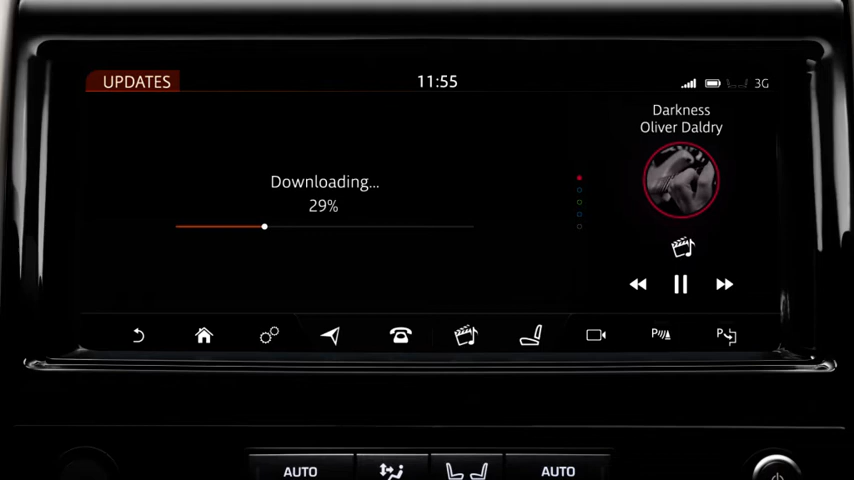 UPDATES
11:55
3G
Darkness
Oliver Daldry
Downloading...
29%
P
P
AUTO
AUTO